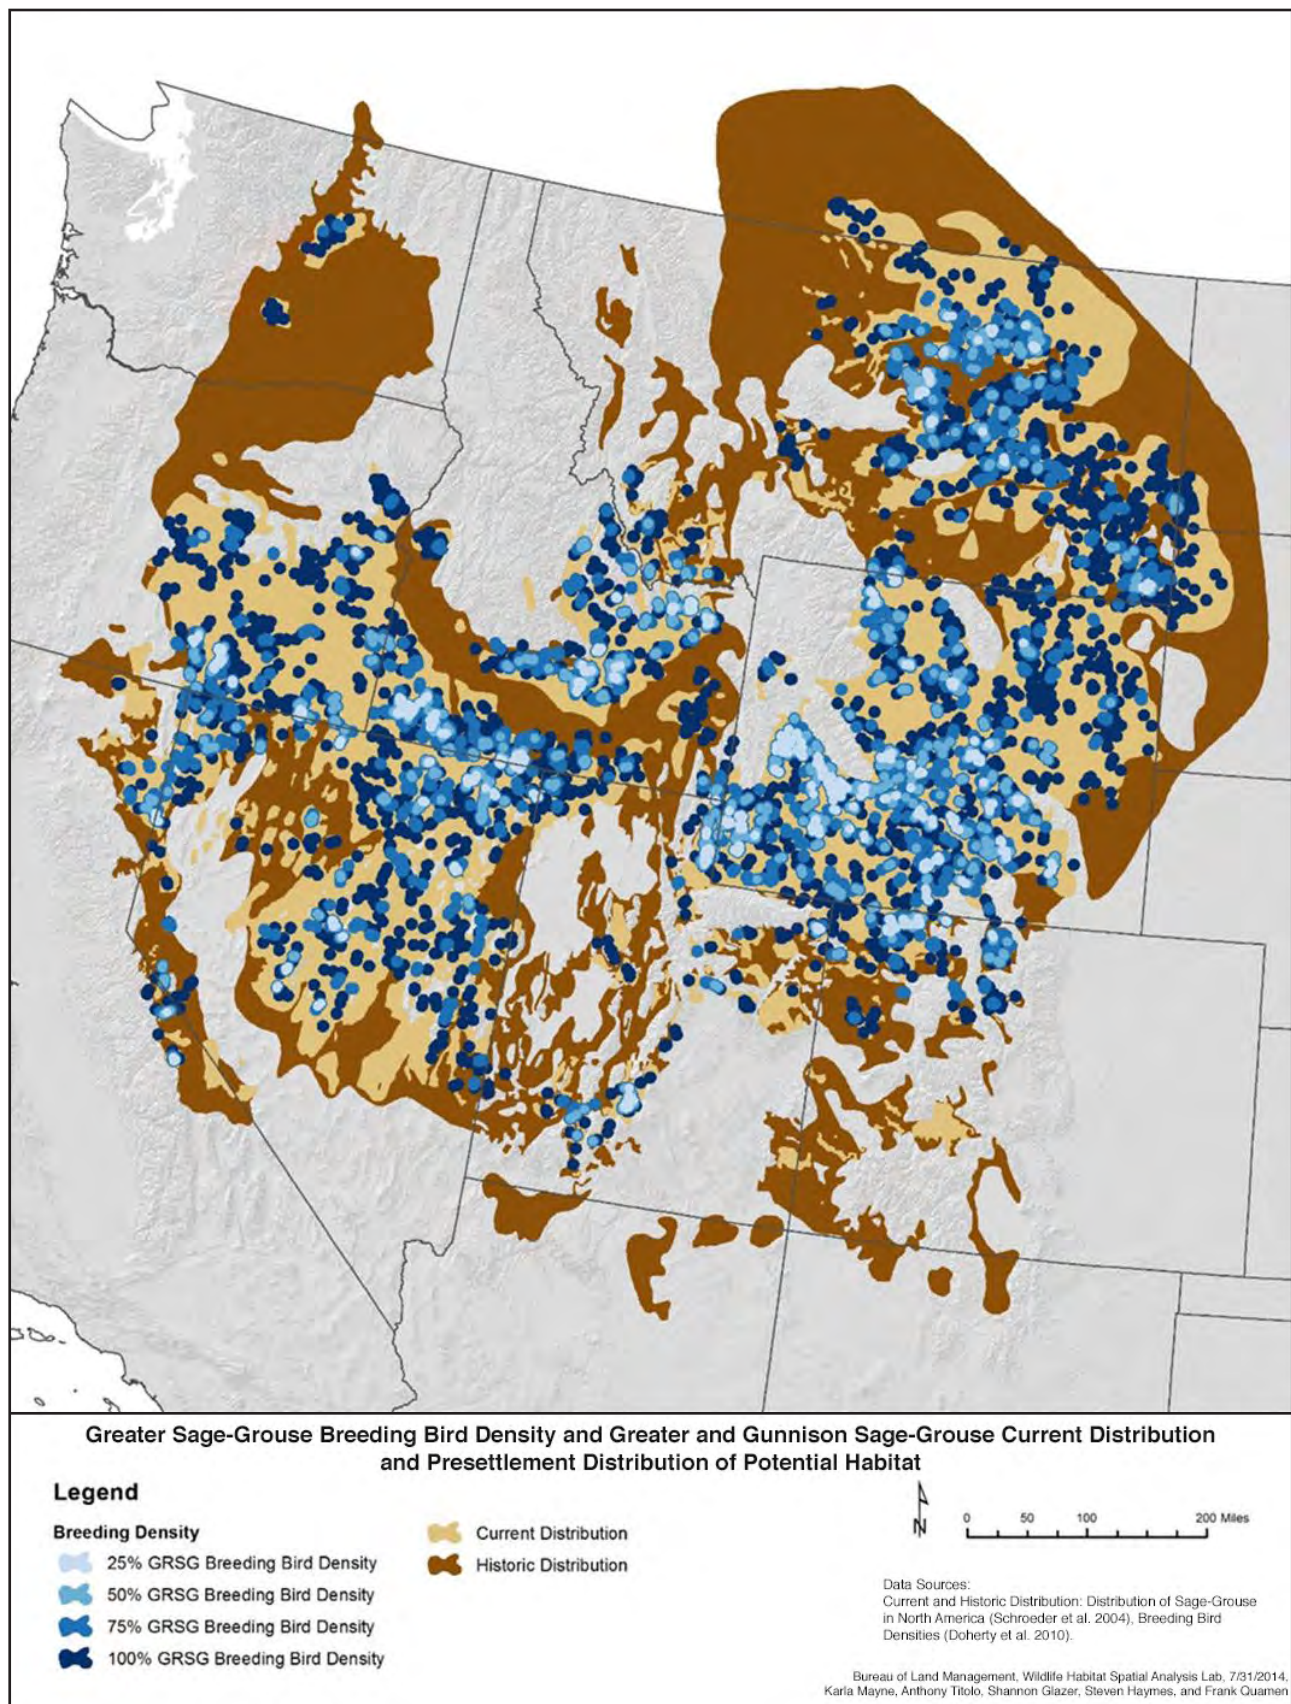 Greater Sage-Grouse Breeding Bird Density and Greater and Gunnison Sage-Grouse Current Distribution
and Presettlement Distribution of Potential Habitat
Legend
Breeding Density
25% GRSG Breeding Bird Density
50% GRSG Breeding Bird Density
75% GRSG Breeding Bird Density
100% GRSG Breeding Bird Density
Current Distribution
Historic Distribution
N
0 50 100 200 Miles
Data Sources:
Current and Historic Distribution: Distribution of Sage-Grouse
in North America (Schroeder et al. 2004), Breeding Bird
Densities (Doherty et al. 2010).
Bureau of Land Management, Wildlife Habitat Spatial Analysis Lab, 7/31/2014,
Karla Mayne, Anthony Titolo, Shannon Glazer, Steven Haymes, and Frank Quamen